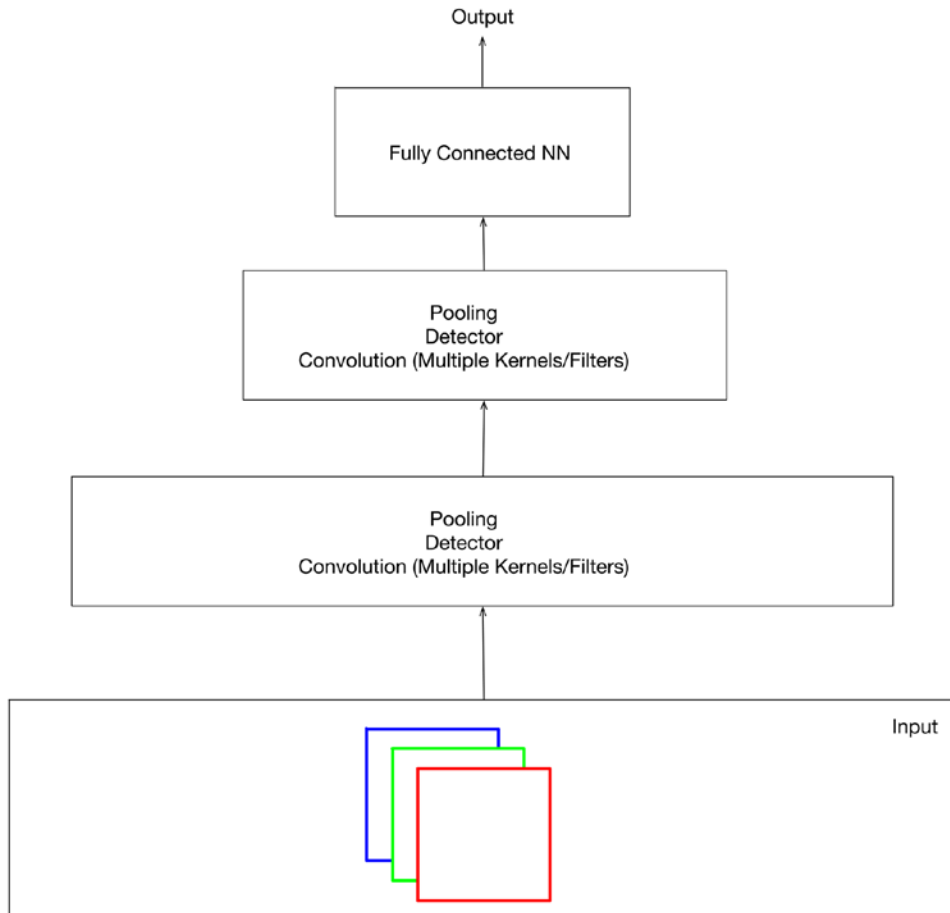 Output
Fully Connected NN
Pooling
Detector
Convolution (Multiple Kernels/Filters)
Pooling
Detector
Convolution (Multiple Kernels/Filters)
Input